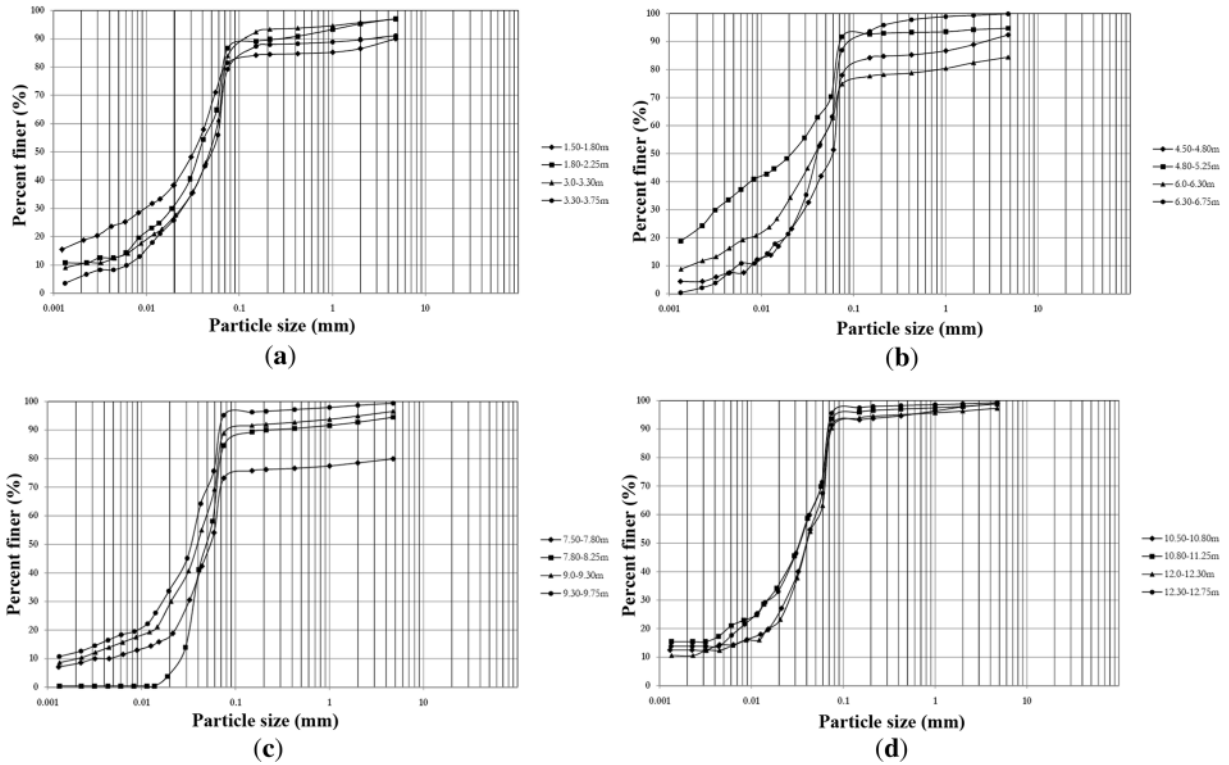 100
90
80
70
60
50
40
30
20
10
0
Percent finer (%)
0.001 0.01 0.1 1 10
Particle size (mm)
1.50-1.80m
1.80-2.25m
3.0-3.30m
3.30-3.75m
(a)
100
90
80
70
60
50
40
30
20
10
0
Percent finer (%)
0.001 0.01 0.1 1 10
Particle size (mm)
4.50-4.80m
4.80-5.25m
6.0-6.30m
6.30-6.75m
(b)
100
90
80
70
60
50
40
30
20
10
0
Percent finer (%)
0.001 0.01 0.1 1 10
Particle size (mm)
7.50-7.80m
7.80-8.25m
9.0-9.30m
9.30-9.75m
(c)
100
90
80
70
60
50
40
30
20
10
0
Percent finer (%)
0.001 0.01 0.1 1 10
Particle size (mm)
10.50-10.80m
10.80-11.25m
12.0-12.30m
12.30-12.75m
(d)